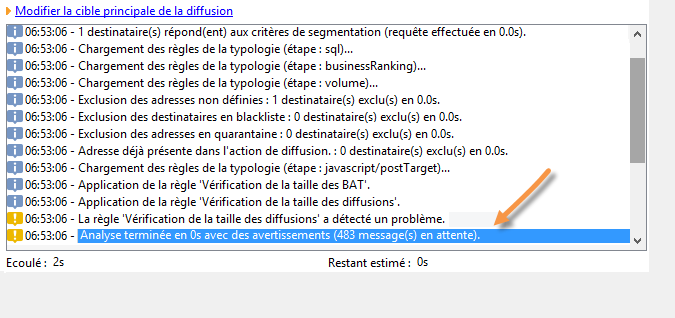 Modifier la cible principale de la diffusion
06:53:06 - 1 destinataire(s) répond(ent) aux critères de segmentation (requête effectuée en 0.0s).
06:53:06 - Chargement des règles de la typologie (étape : sql)...
06:53:06 - Chargement des règles de la typologie (étape : businessRanking)...
06:53:06 - Chargement des règles de la typologie (étape : volume)...
06:53:06 - Exclusion des adresses non définies : 1 destinataire(s) exclu(s) en 0.0s.
06:53:06 - Exclusion des destinataires en blackliste : 0 destinataire(s) exclu(s) en 0.0s.
06:53:06 - Exclusion des adresses en quarantaine : 0 destinataire(s) exclu(s) en 0.0s.
06:53:06 - Adresse déjà présente dans l'action de diffusion. : 0 destinataire(s) exclu(s) en 0.0s.
06:53:06 - Chargement des règles de la typologie (étape : javascript/postTarget)...
06:53:06 - Application de la règle 'Vérification de la taille des BAT'.
06:53:06 - Application de la règle 'Vérification de la taille des diffusions'.
06:53:06 - La règle 'Vérification de la taille des diffusions' a détecté un problème.
06:53:06 - Analyse terminée en 0s avec des avertissements (483 message(s) en attente).
Ecoulé : 2s Restant estimé : 0s